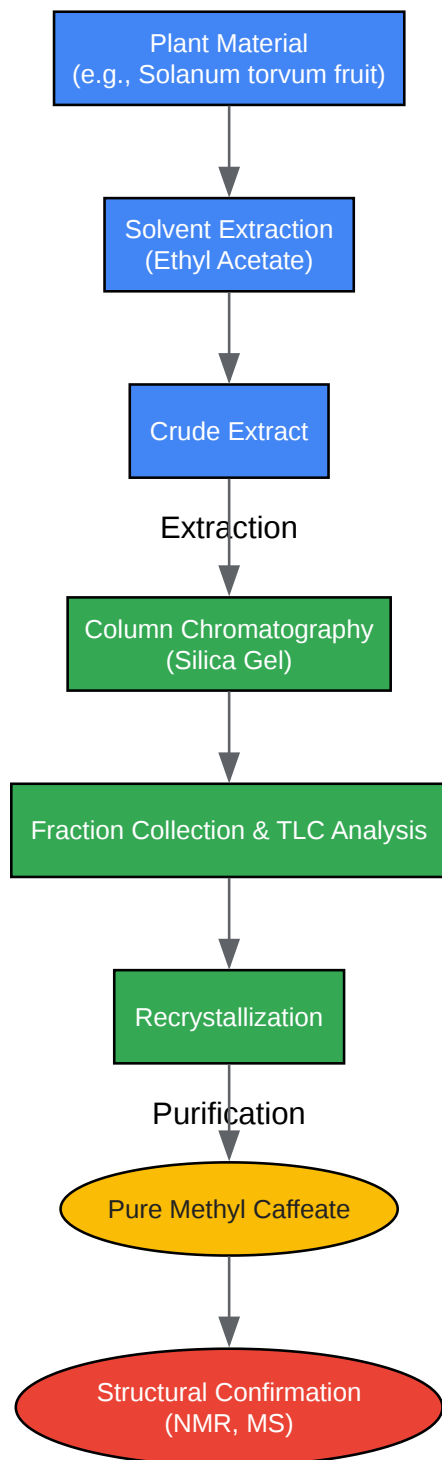 Plant Material
(e.g., Solanum torvum fruit)
Solvent Extraction
(Ethyl Acetate)
Crude Extract
Extraction
Column Chromatography
(Silica Gel)
Fraction Collection & TLC Analysis
Recrystallization
Purification
Pure Methyl Caffeate
Structural Confirmation
(NMR, MS)